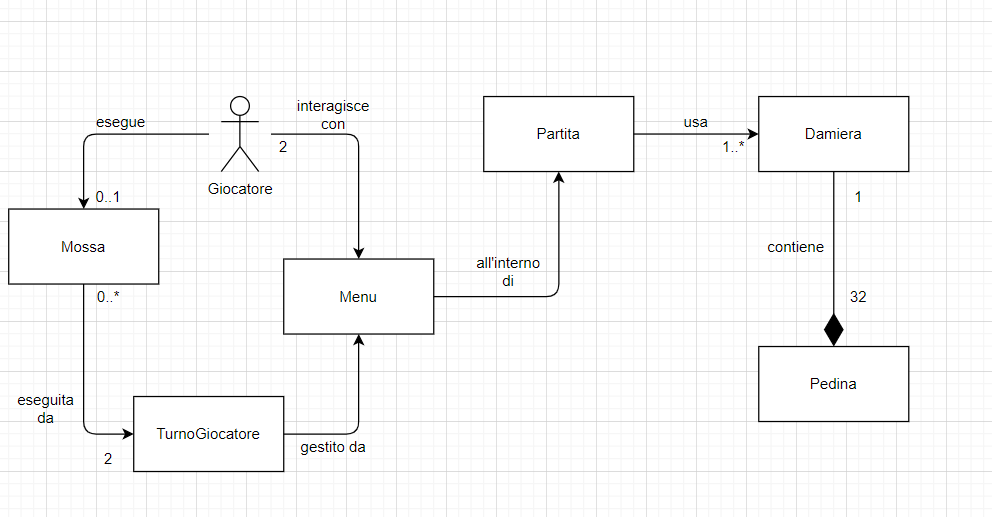 esegue
interagisce
con
2
Giocatore
0..1
Mossa
0..*
Menu
all'interno
di
Partita
usa
1..*
Damiera
1
contiene
32
Pedina
eseguita
da
2
TurnoGiocatore
gestito da